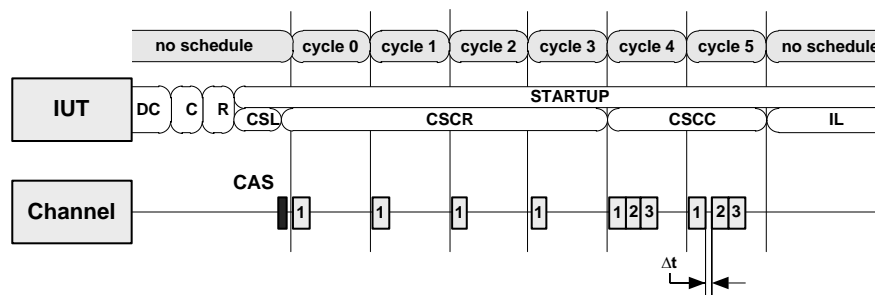 no schedule cycle 0 cycle 1 cycle 2 cycle 3 cycle 4 cycle 5 no schedule
IUT DC C R STARTUP
CSL CSCR CSCC IL
CAS
Channel 1 1 1 1 1 2 3 1 2 3
Δt